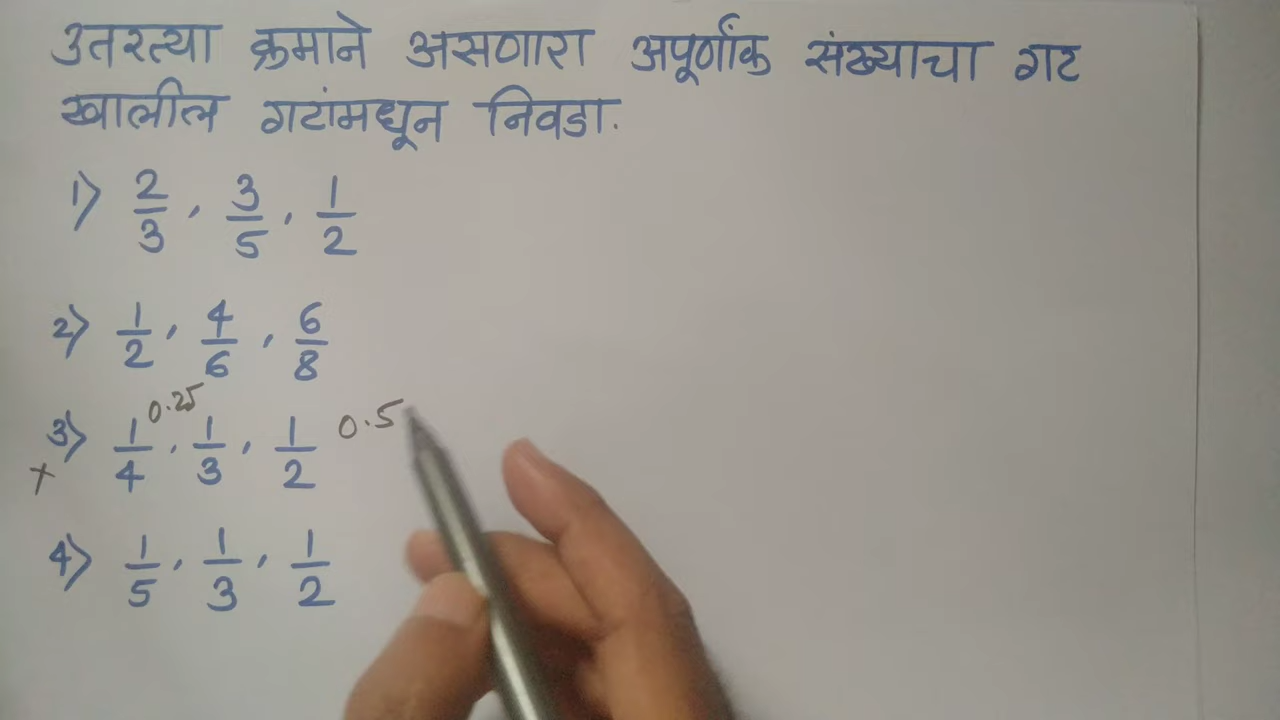 उतरत्या क्रमाने असणारा अपूर्णांक संख्याचा गट
खालील गटांमधून निवडा.
1) 2/3, 3/5, 1/2
2) 1/2, 4/6, 6/8
0.25 0.5
3) 1/4, 1/3, 1/2
x
4) 1/5, 1/3, 1/2